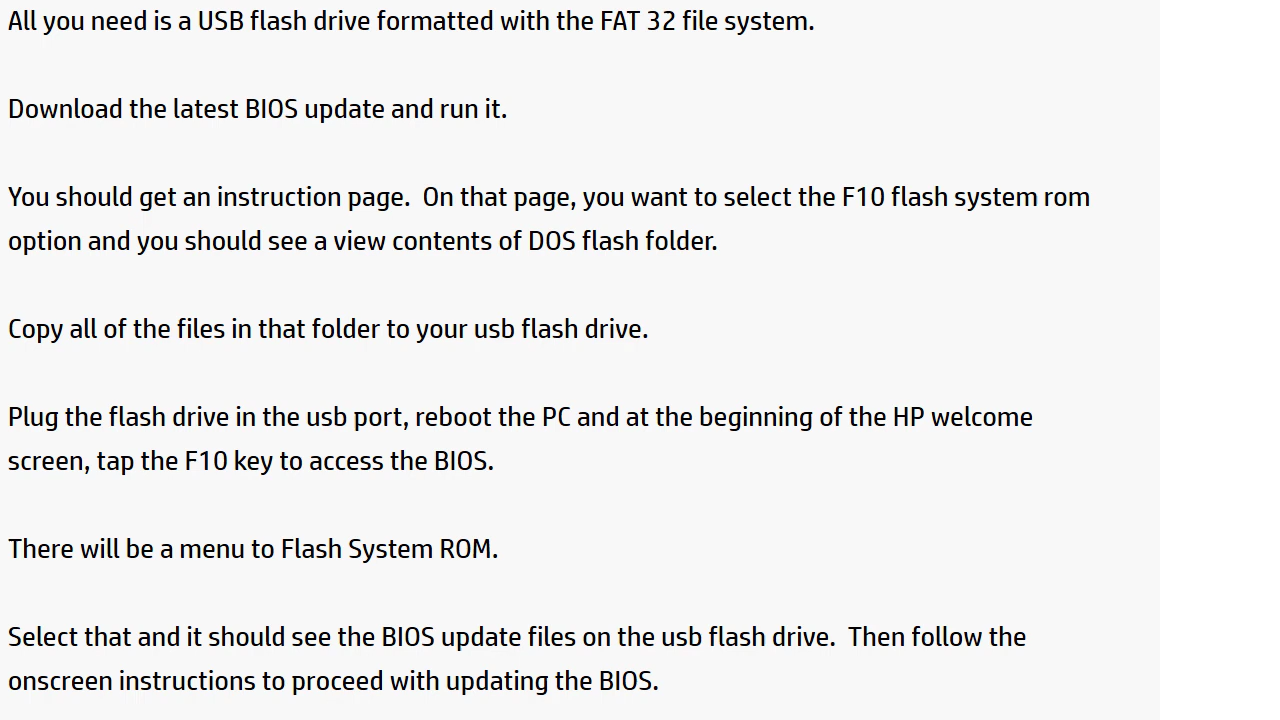 All you need is a USB flash drive formatted with the FAT 32 file system.
Download the latest BIOS update and run it.
You should get an instruction page.  On that page, you want to select the F10 flash system rom
option and you should see a view contents of DOS flash folder.
Copy all of the files in that folder to your usb flash drive.
Plug the flash drive in the usb port, reboot the PC and at the beginning of the HP welcome
screen, tap the F10 key to access the BIOS.
There will be a menu to Flash System ROM.
Select that and it should see the BIOS update files on the usb flash drive.  Then follow the
onscreen instructions to proceed with updating the BIOS.